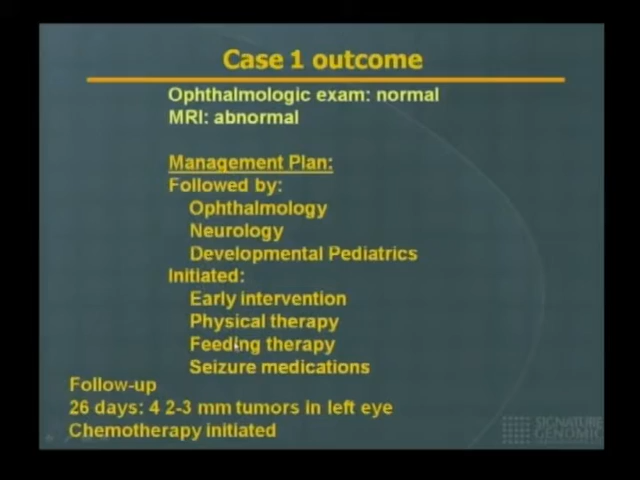 Case 1 outcome
Ophthalmologic exam: normal
MRI: abnormal
Management Plan:
Followed by:
Ophthalmology
Neurology
Developmental Pediatrics
Initiated:
Early intervention
Physical therapy
Feeding therapy
Seizure medications
Follow-up
26 days: 4 2-3 mm tumors in left eye
Chemotherapy initiated
SIGNATURE
GENOMIC